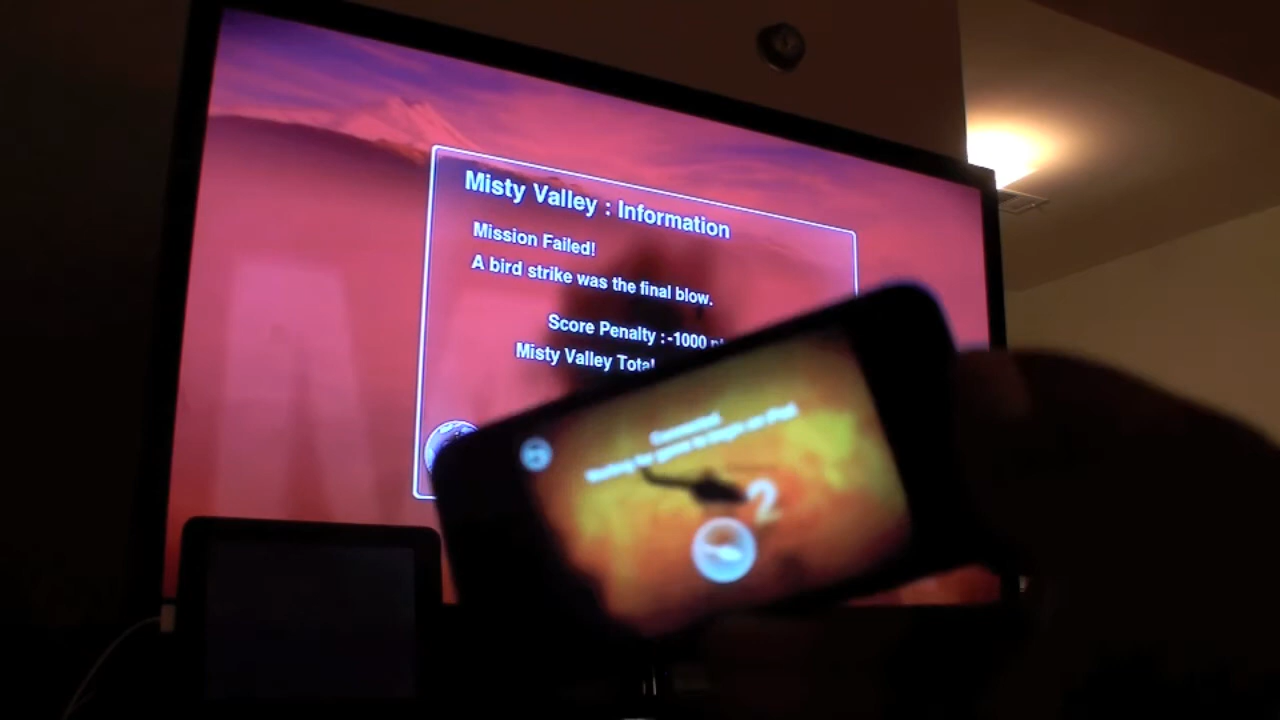 Misty Valley : Information
Mission Failed!
A bird strike was the final blow.
Score Penalty :-1000
Misty Valley Total
Connected
Waiting for game to begin on iPad
2